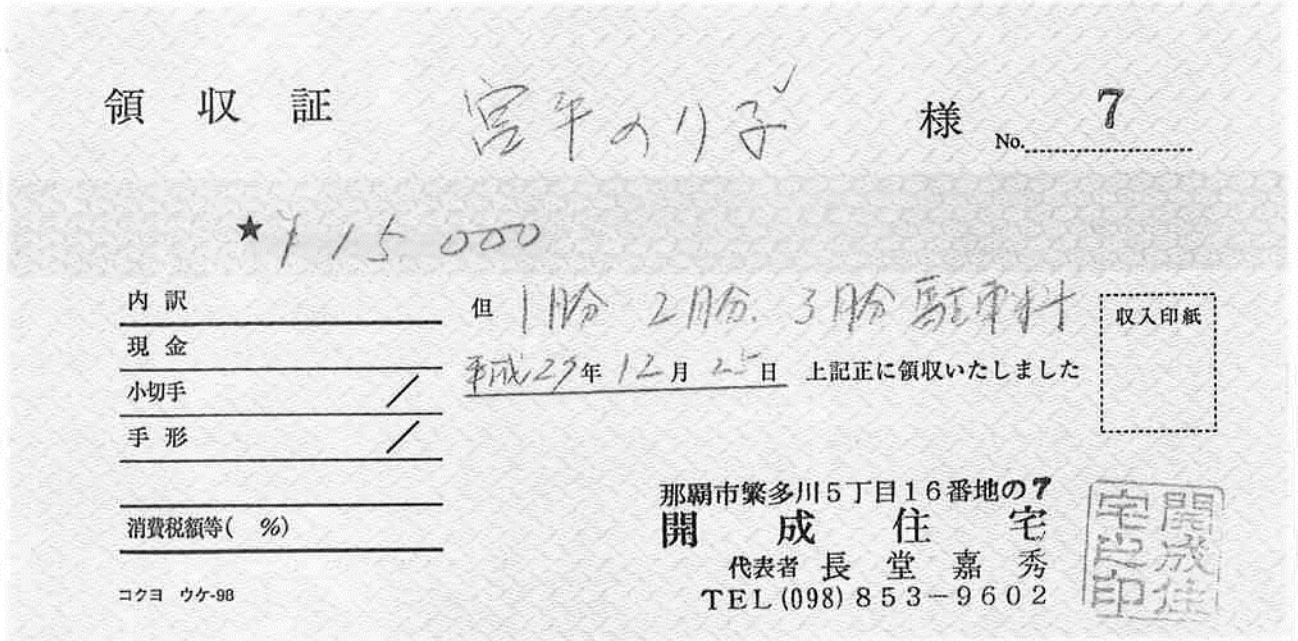 領収証 宮平のり子 様 No. 7
★ ¥15.000
内訳
現金
小切手 /
手形 /
消費税額等( %)
コクヨ ウケ-98
但 1月分 2月分. 3月分 駐車料
平成29年12月25日 上記正に領収いたしました
収入印紙
那覇市繁多川5丁目16番地の7
開成住宅
代表者 長堂嘉秀
TEL(098)853-9602
開成住宅之印